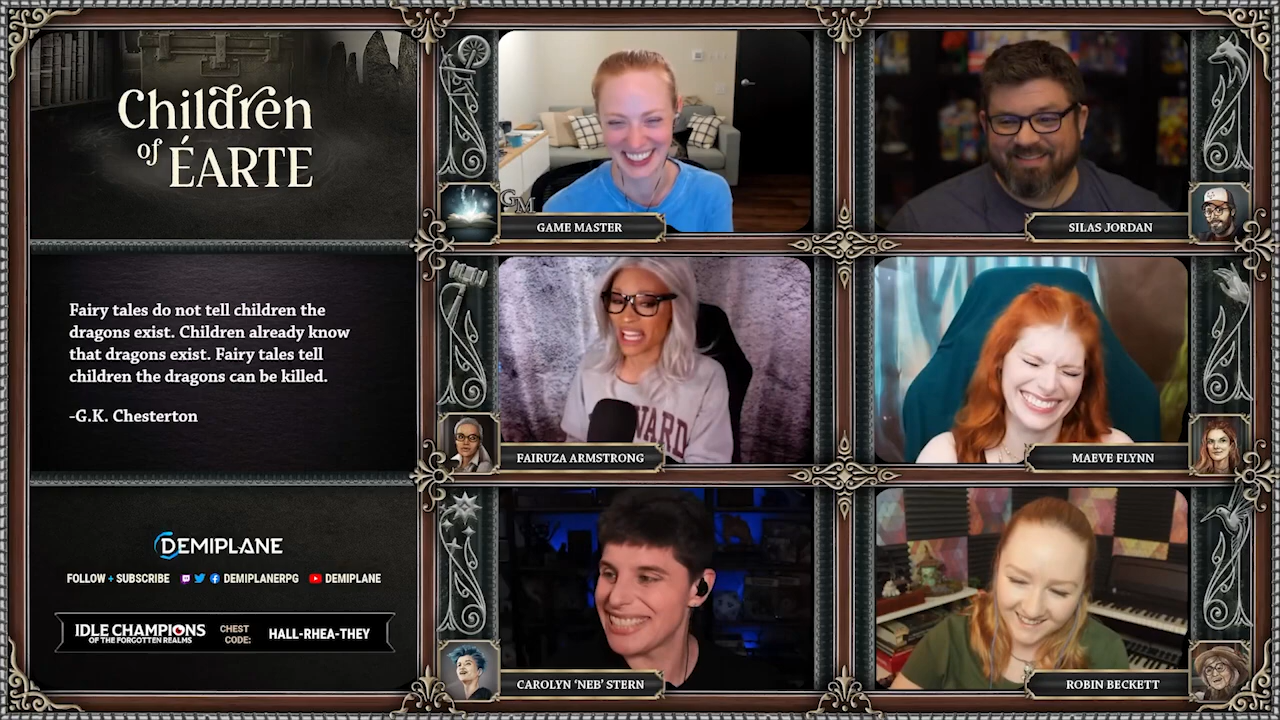 Children
of ÉARTE
Fairy tales do not tell children the
dragons exist. Children already know
that dragons exist. Fairy tales tell
children the dragons can be killed.
-G.K. Chesterton
DEMIPLANE
FOLLOW + SUBSCRIBE DEMIPLANERPG DEMIPLANE
IDLE CHAMPIONS
OF THE FORGOTTEN REALMS
CHEST
CODE:
HALL-RHEA-THEY
GM
GAME MASTER
SILAS JORDAN
FAIRUZA ARMSTRONG
MAEVE FLYNN
CAROLYN 'NEB' STERN
ROBIN BECKETT